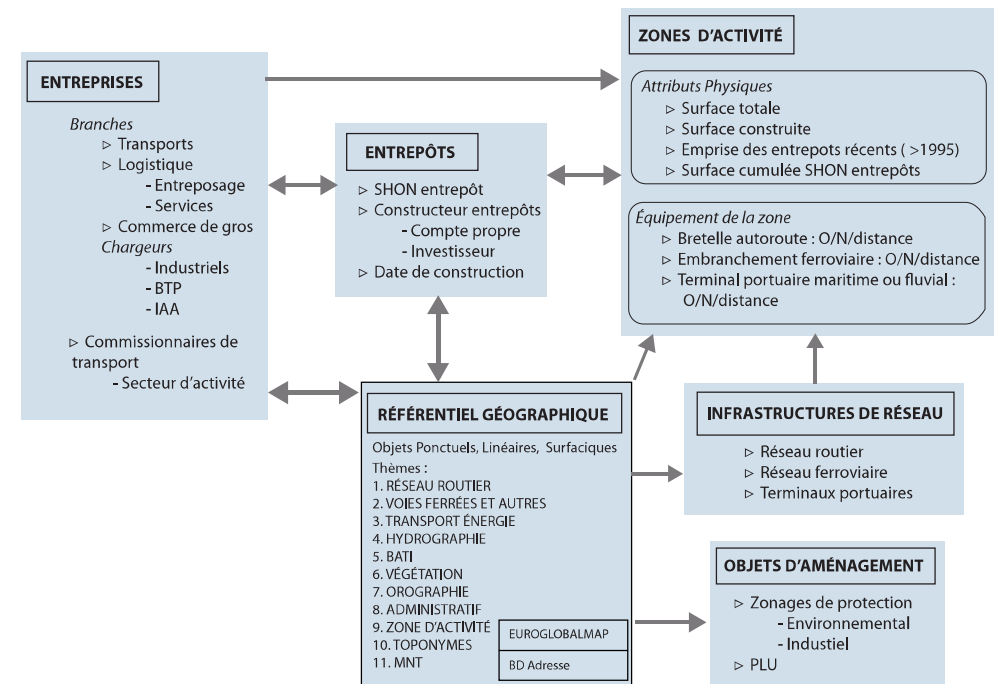 ENTREPRISES
Branches
▹ Transports
▹ Logistique
- Entreposage
- Services
▹ Commerce de gros
Chargeurs
- Industriels
- BTP
- IAA
▹ Commissionnaires de
transport
- Secteur d'activité
ENTREPÔTS
▹ SHON entrepôt
▹ Constructeur entrepôts
- Compte propre
- Investisseur
▹ Date de construction
ZONES D'ACTIVITÉ
Attributs Physiques
▹ Surface totale
▹ Surface construite
▹ Emprise des entrepots récents ( >1995)
▹ Surface cumulée SHON entrepôts
Équipement de la zone
▹ Bretelle autoroute : O/N/distance
▹ Embranchement ferroviaire : O/N/distance
▹ Terminal portuaire maritime ou fluvial :
O/N/distance
RÉFÉRENTIEL GÉOGRAPHIQUE
Objets Ponctuels, Linéaires, Surfaciques
Thèmes :
1. RÉSEAU ROUTIER
2. VOIES FERRÉES ET AUTRES
3. TRANSPORT ÉNERGIE
4. HYDROGRAPHIE
5. BATI
6. VÉGÉTATION
7. OROGRAPHIE
8. ADMINISTRATIF
9. ZONE D'ACTIVITÉ
10. TOPONYMES
11. MNT
EUROGLOBALMAP
BD Adresse
INFRASTRUCTURES DE RÉSEAU
▹ Réseau routier
▹ Réseau ferroviaire
▹ Terminaux portuaires
OBJETS D'AMÉNAGEMENT
▹ Zonages de protection
- Environnemental
- Industiel
▹ PLU